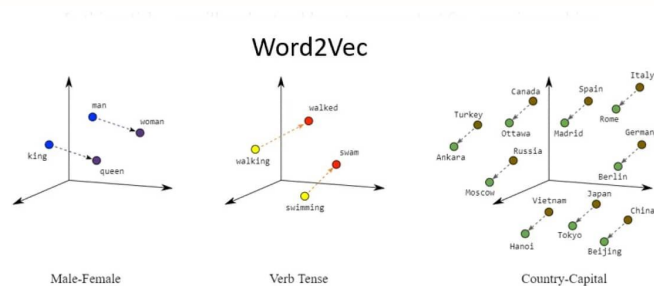 Word2Vec
man
woman
king
queen
Male-Female
walked
swam
walking
swimming
Verb Tense
Italy
Canada
Spain
Turkey
Rome
Ottawa
Madrid
German
Ankara
Russia
Berlin
Moscow
Vietnam
Japan
China
Hanoi
Tokyo
Beijing
Country-Capital